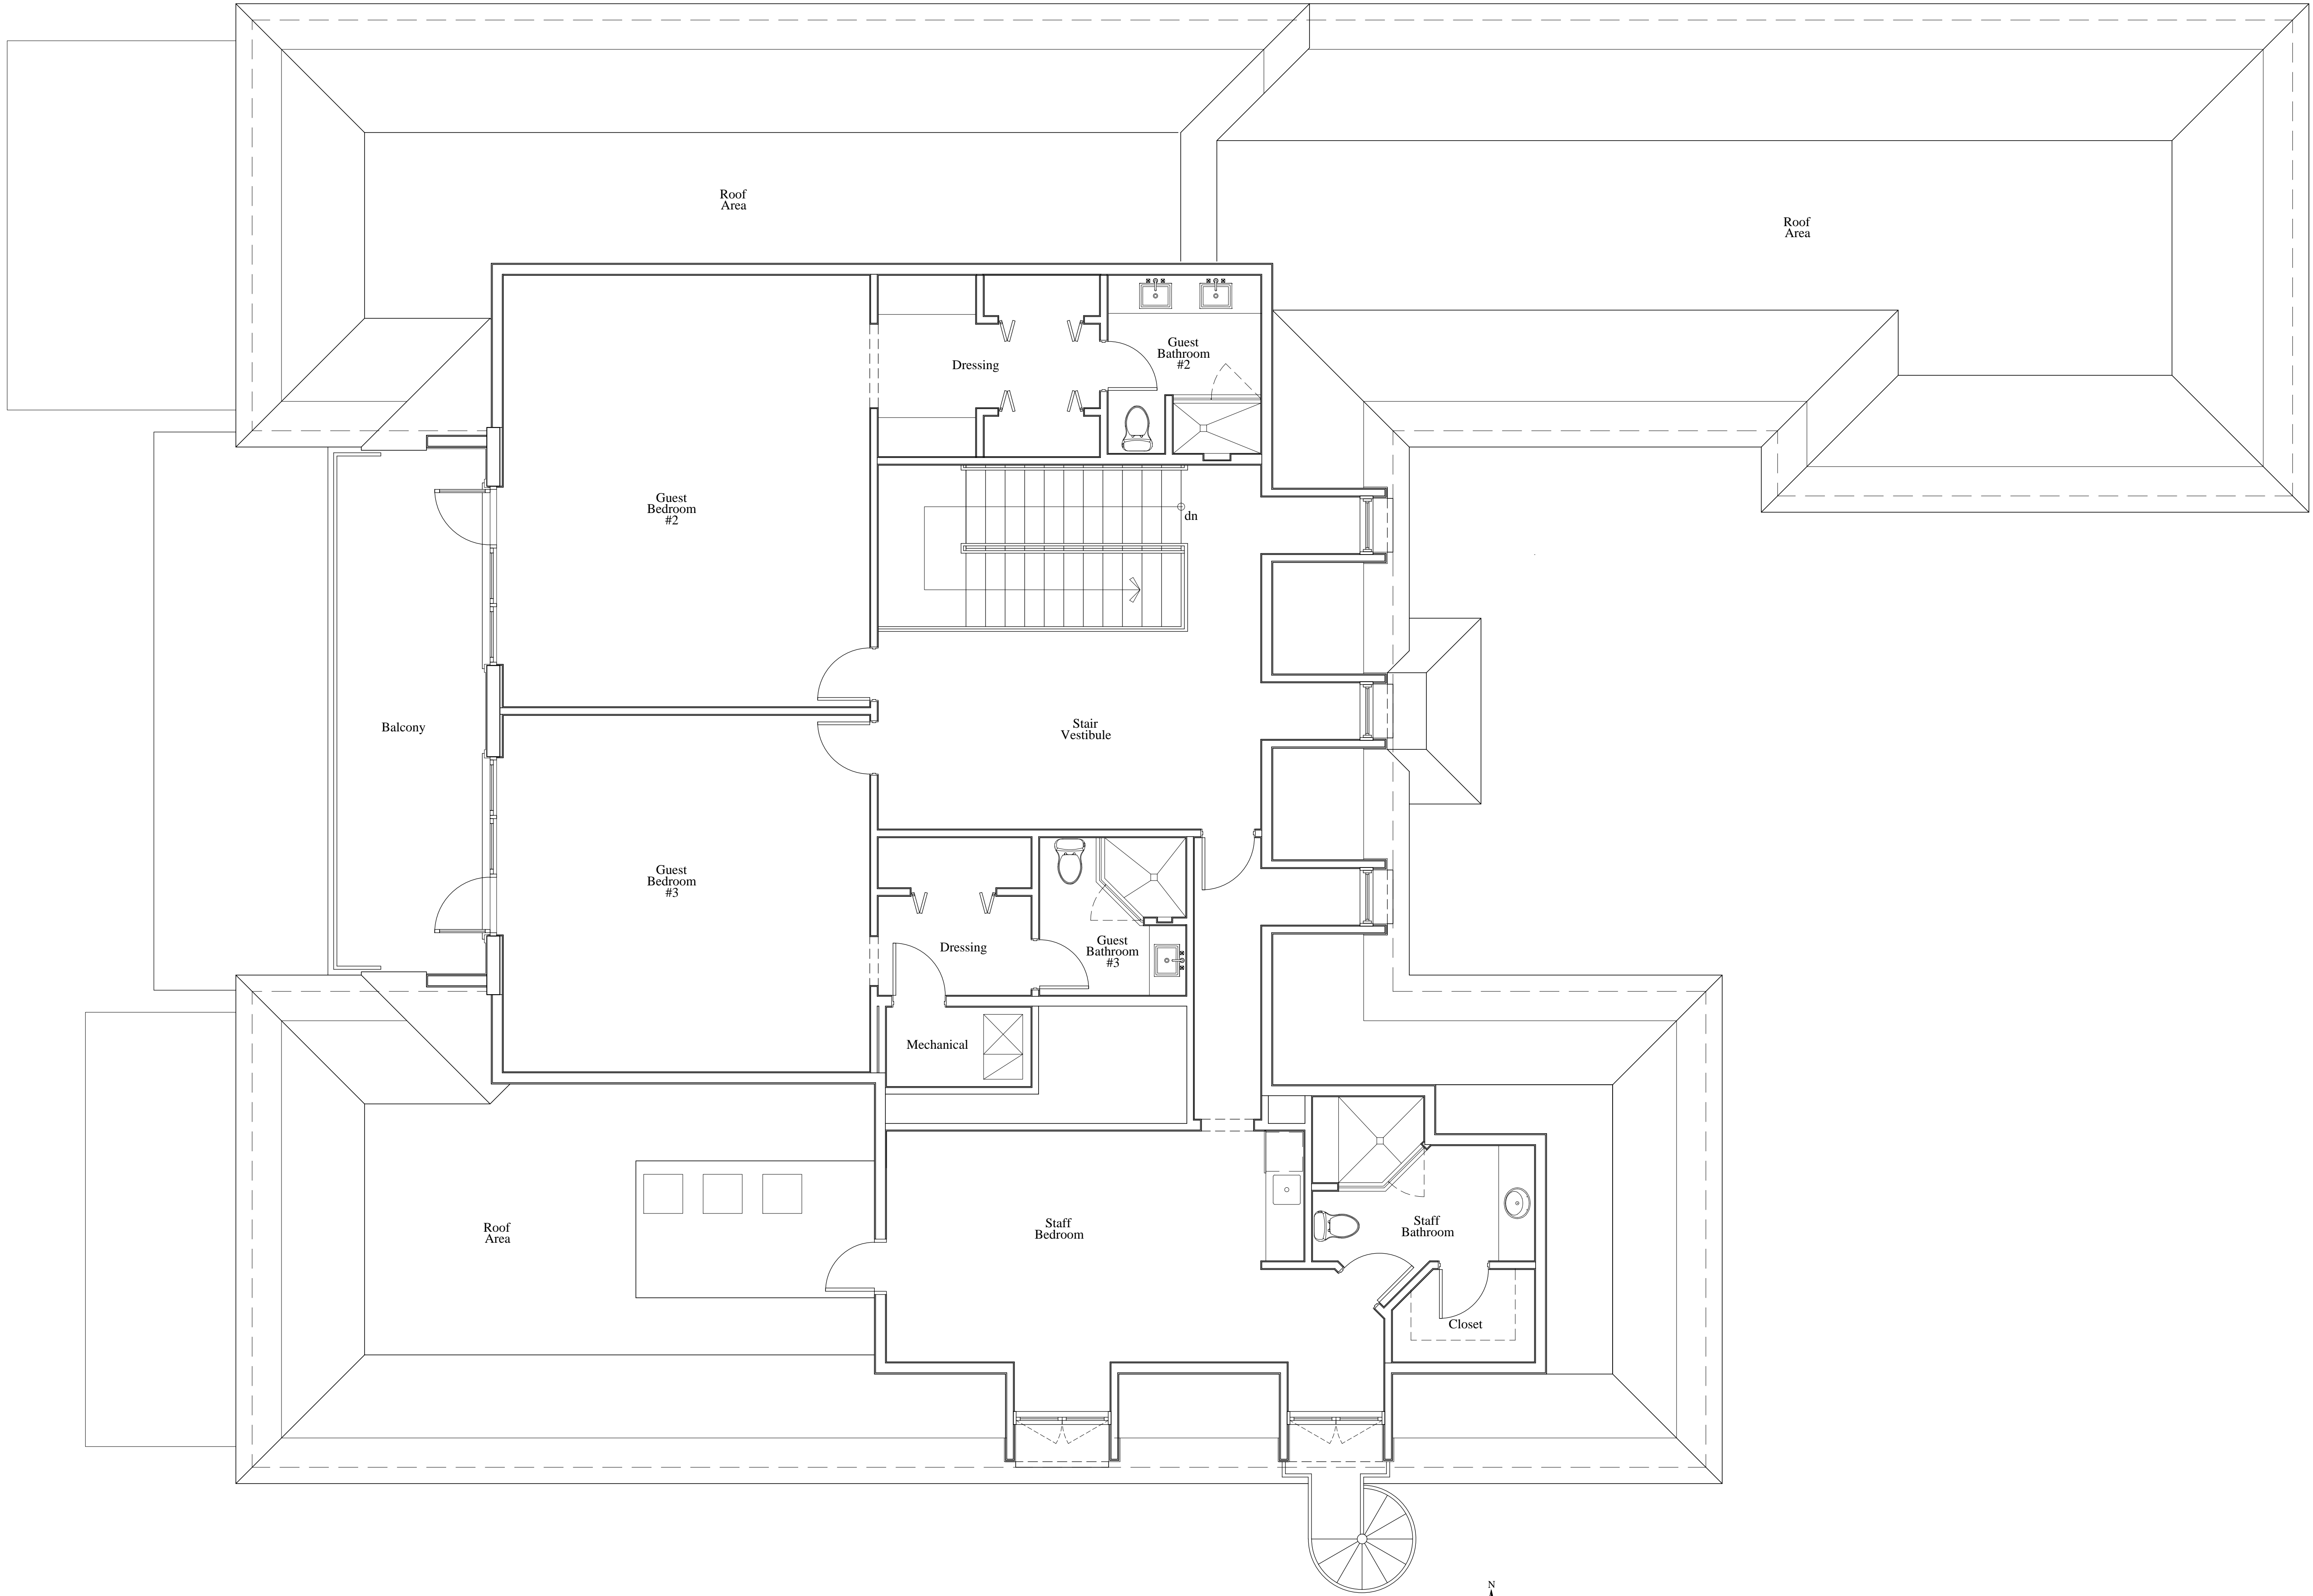 Roof
Area
Roof
Area
Guest
Bathroom
#2
Dressing
Guest
Bedroom
#2
dn
Balcony
Stair
Vestibule
Guest
Bedroom
#3
Dressing
Guest
Bathroom
#3
Mechanical
Roof
Area
Staff
Bedroom
Staff
Bathroom
Closet
N